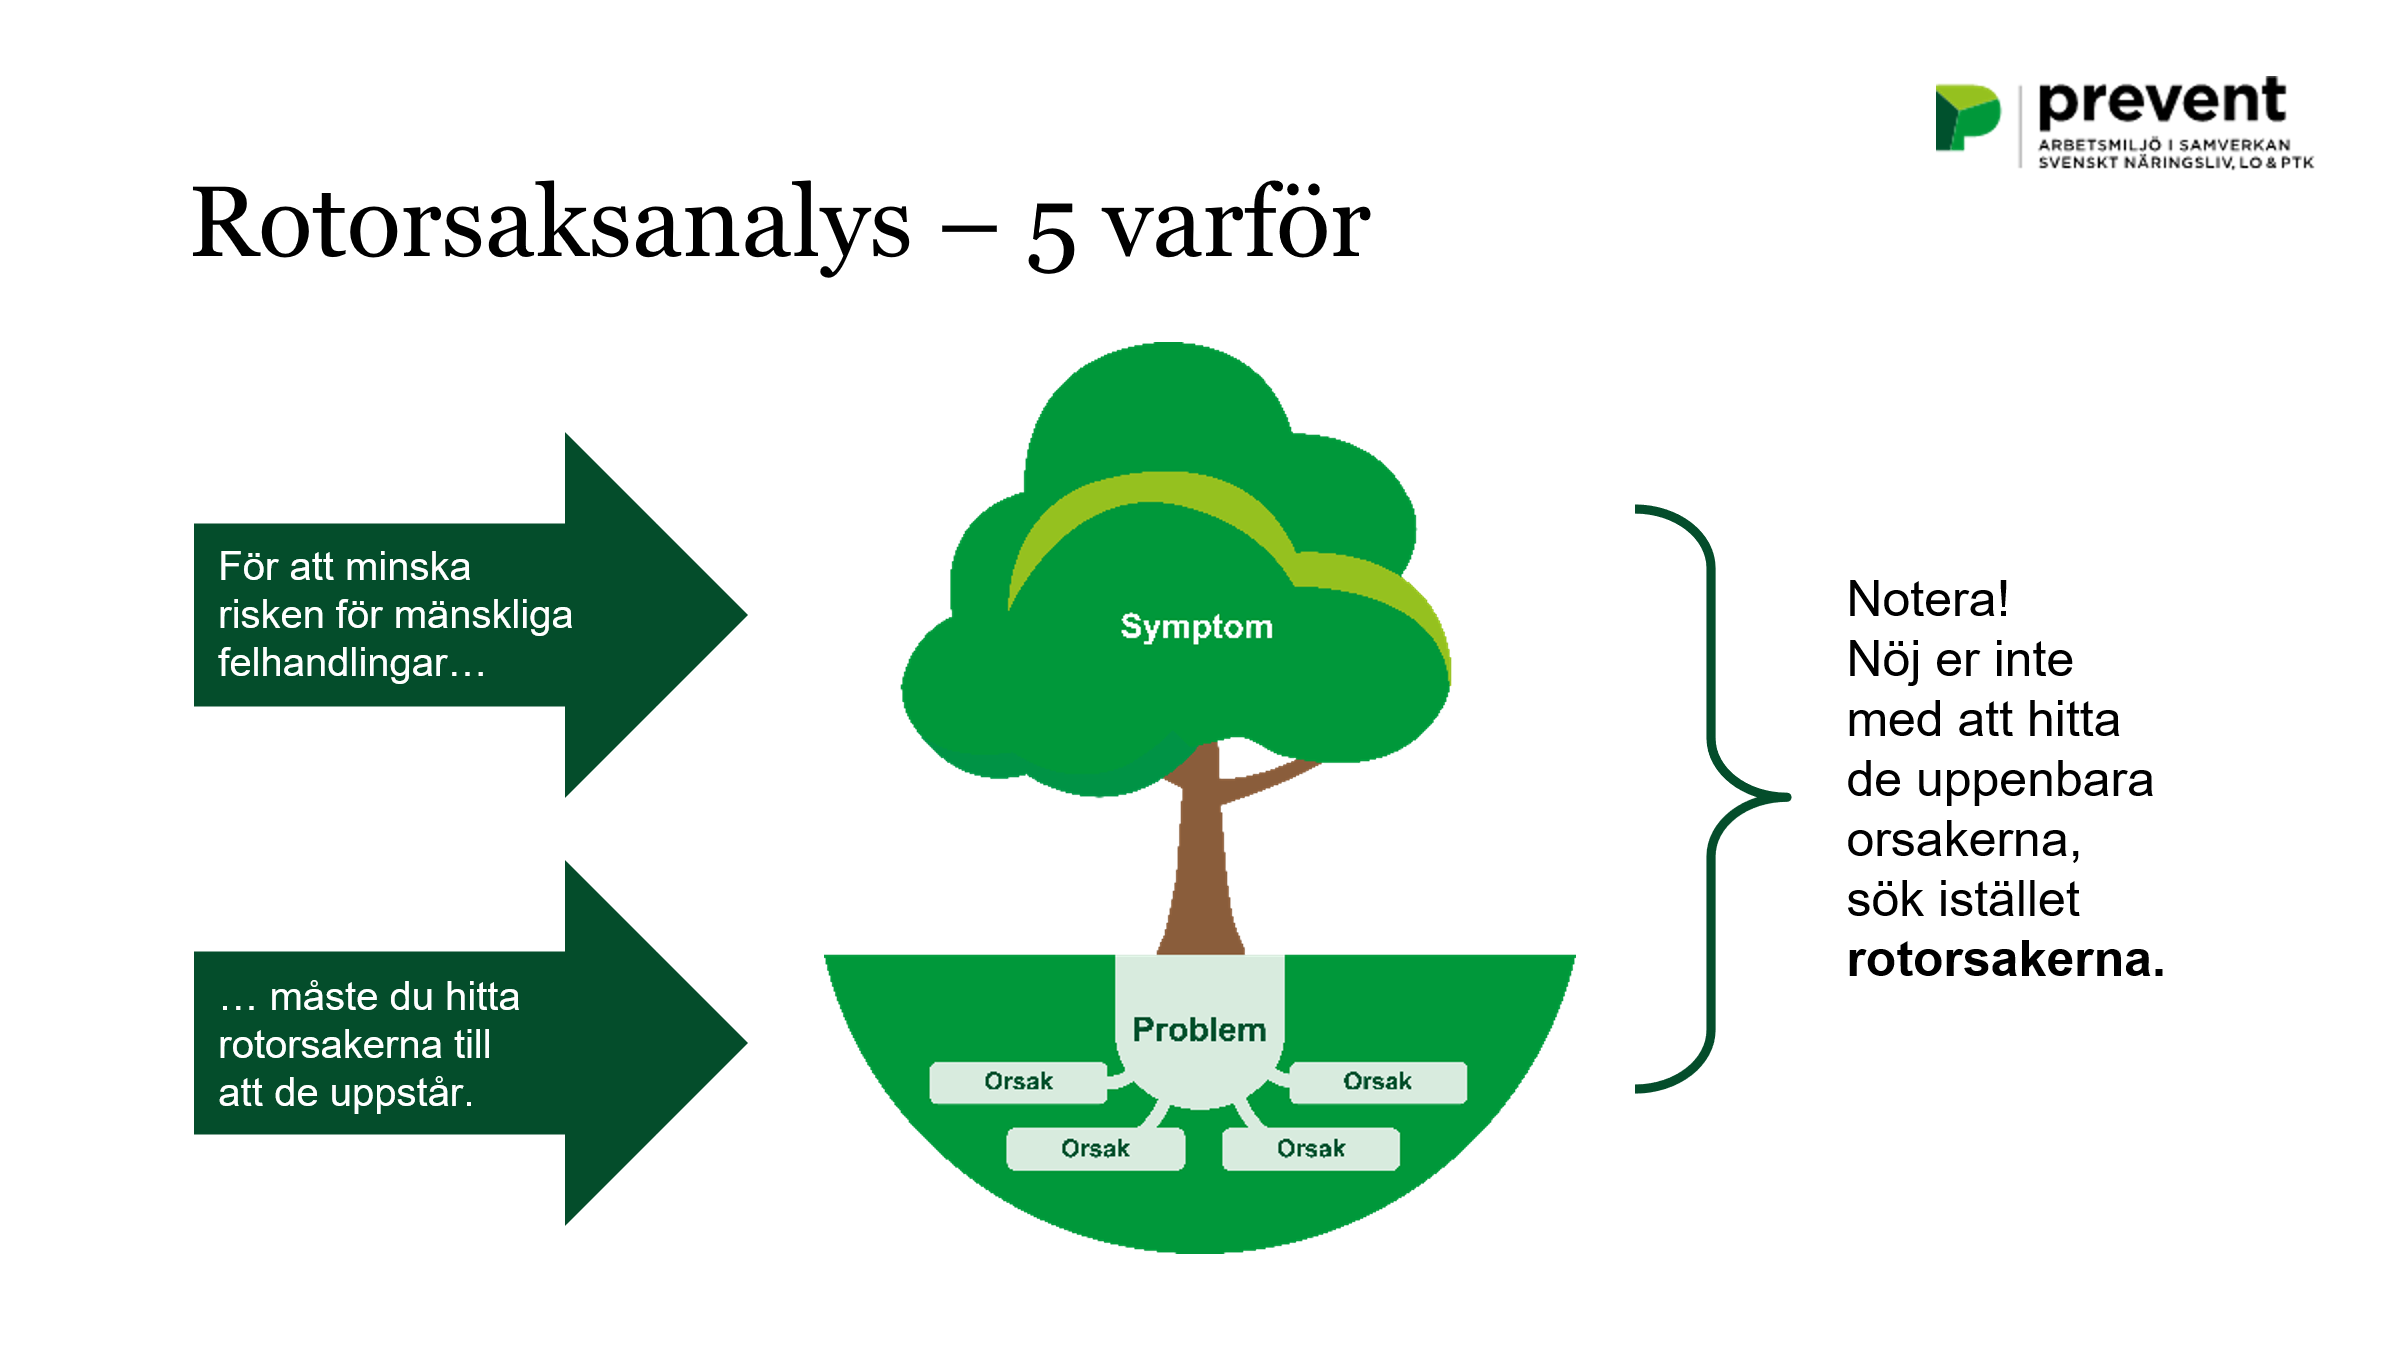 prevent
ARBETSMILJÖ I SAMVERKAN
SVENSKT NÄRINGSLIV, LO & PTK
Rotorsaksanalys – 5 varför
För att minska
risken för mänskliga
felhandlingar…
… måste du hitta
rotorsakerna till
att de uppstår.
Symptom
Problem
Orsak
Orsak
Orsak
Orsak
Notera!
Nöj er inte
med att hitta
de uppenbara
orsakerna,
sök istället
rotorsakerna.